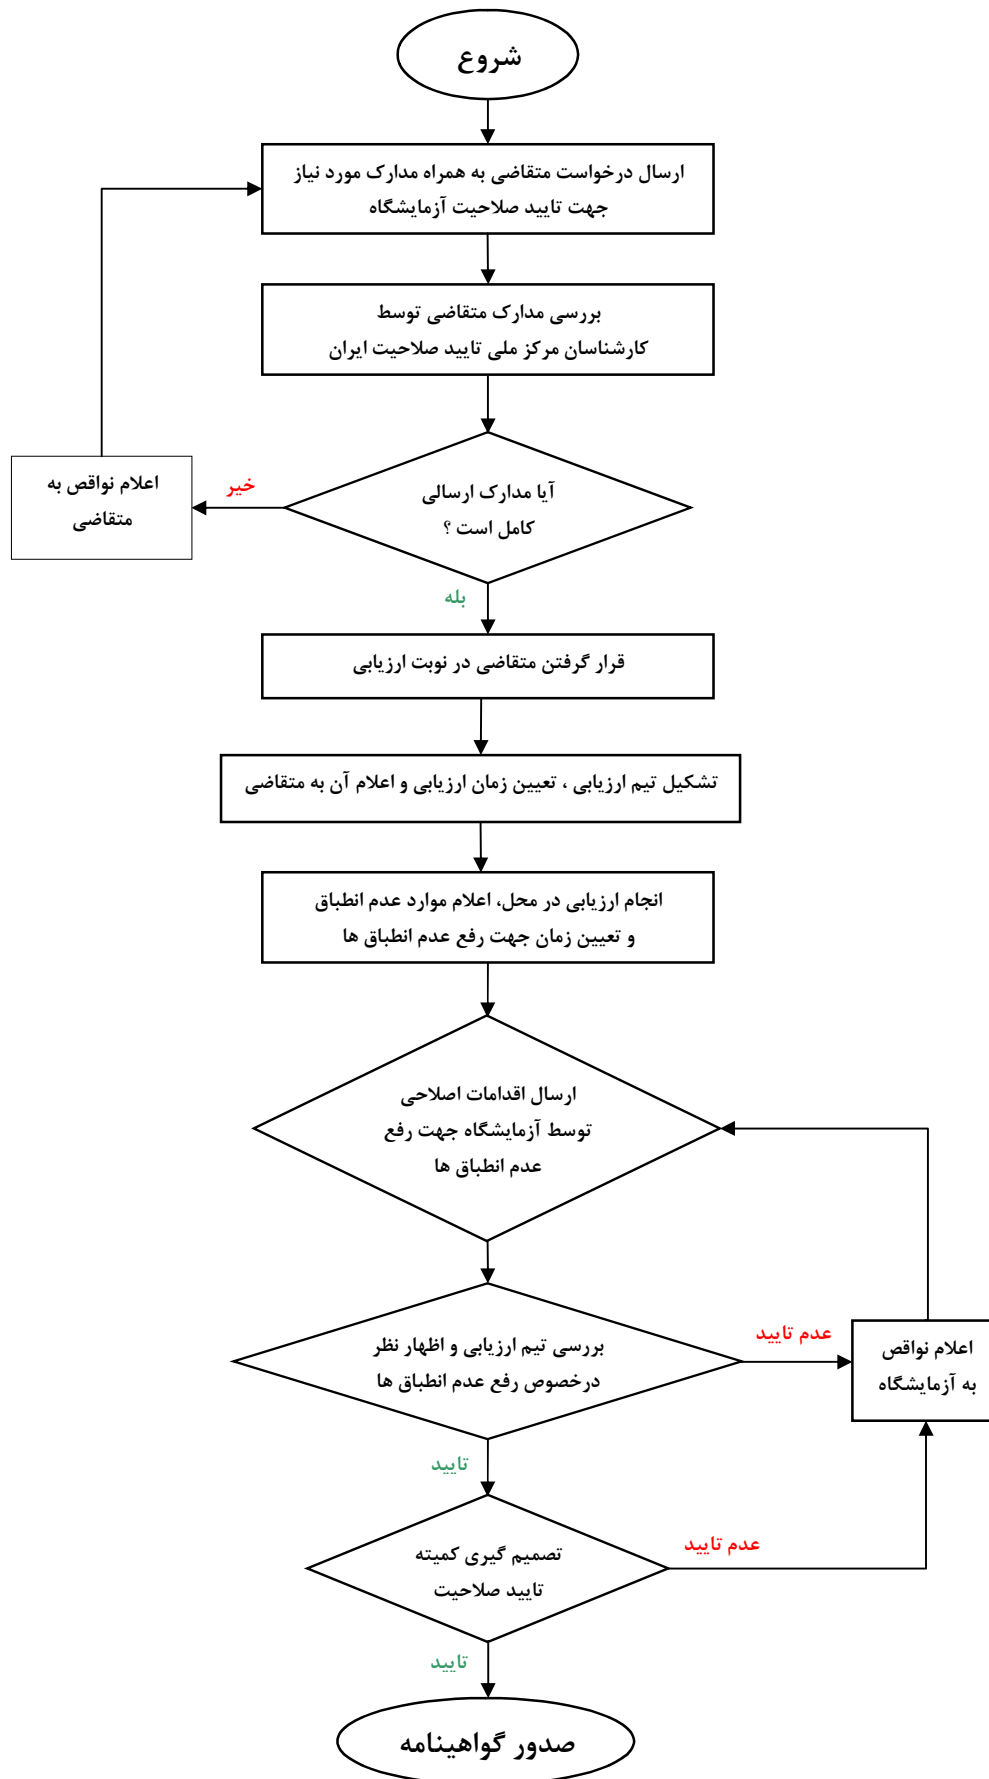 شروع
ارسال درخواست متقاضی به همراه مدارک مورد نیاز
جهت تایید صلاحیت آزمایشگاه
بررسی مدارک متقاضی توسط
کارشناسان مرکز ملی تایید صلاحیت ایران
آیا مدارک ارسالی
کامل است ؟
خیر
اعلام نواقص به
متقاضی
بله
قرار گرفتن متقاضی در نوبت ارزیابی
تشکیل تیم ارزیابی ، تعیین زمان ارزیابی و اعلام آن به متقاضی
انجام ارزیابی در محل، اعلام موارد عدم انطباق
و تعیین زمان جهت رفع عدم انطباق ها
ارسال اقدامات اصلاحی
توسط آزمایشگاه جهت رفع
عدم انطباق ها
بررسی تیم ارزیابی و اظهار نظر
درخصوص رفع عدم انطباق ها
عدم تایید
اعلام نواقص
به آزمایشگاه
تایید
تصمیم گیری کمیته
تایید صلاحیت
عدم تایید
تایید
صدور گواهینامه